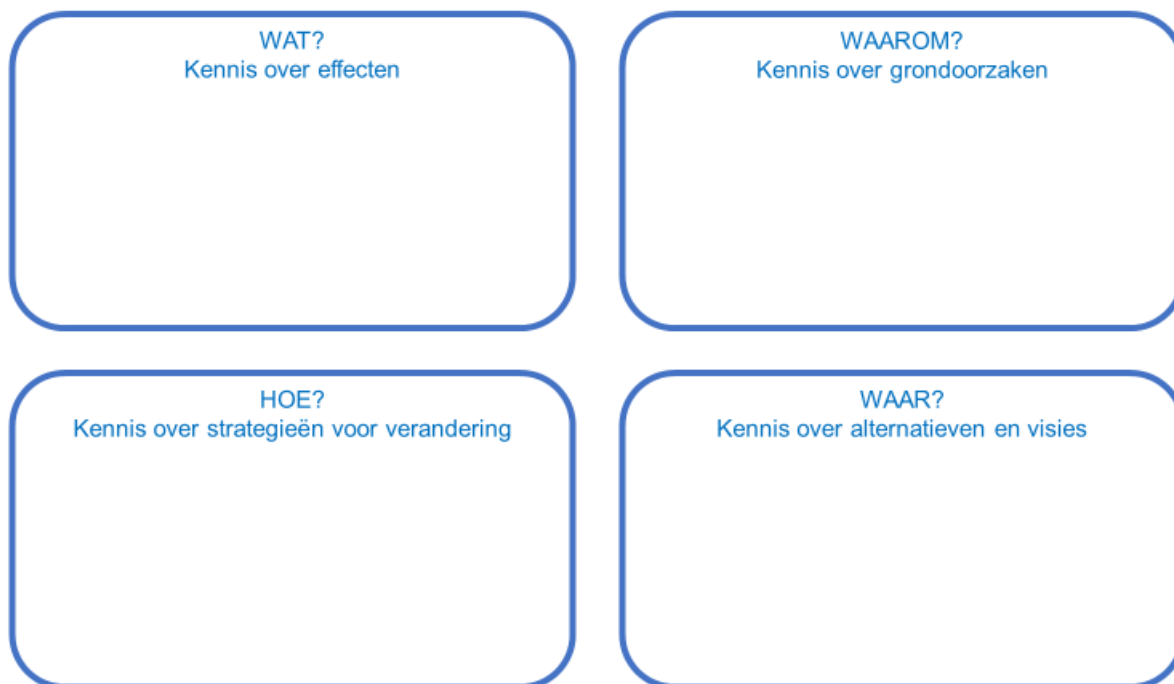 WAT?
Kennis over effecten
WAAROM?
Kennis over grondoorzaken
HOE?
Kennis over strategieën voor verandering
WAAR?
Kennis over alternatieven en visies